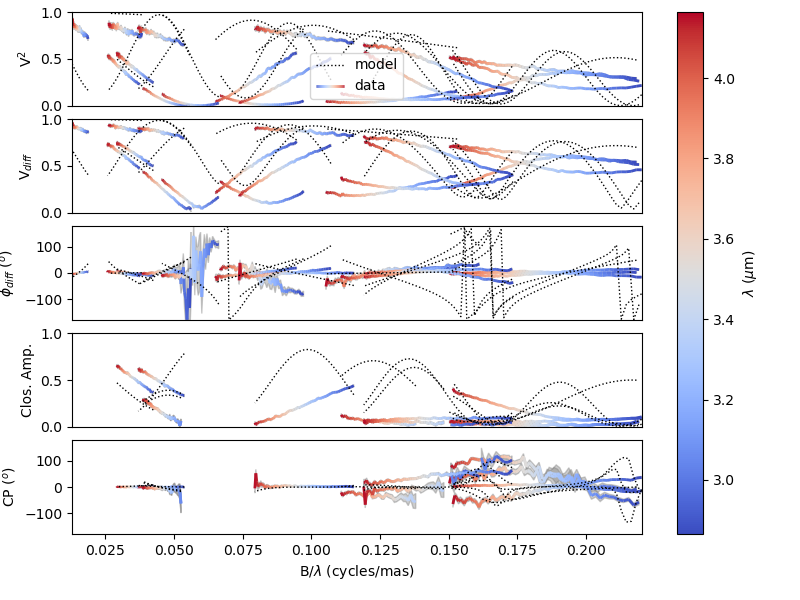 1.0
0.5
0.0
V²
model
data
1.0
0.5
0.0
V_diff
100
0
−100
ϕ_diff (°)
1.0
0.5
0.0
Clos. Amp.
100
0
−100
CP (°)
0.025 0.050 0.075 0.100 0.125 0.150 0.175 0.200
B/λ (cycles/mas)
4.0
3.8
3.6
3.4
3.2
3.0
λ (μm)